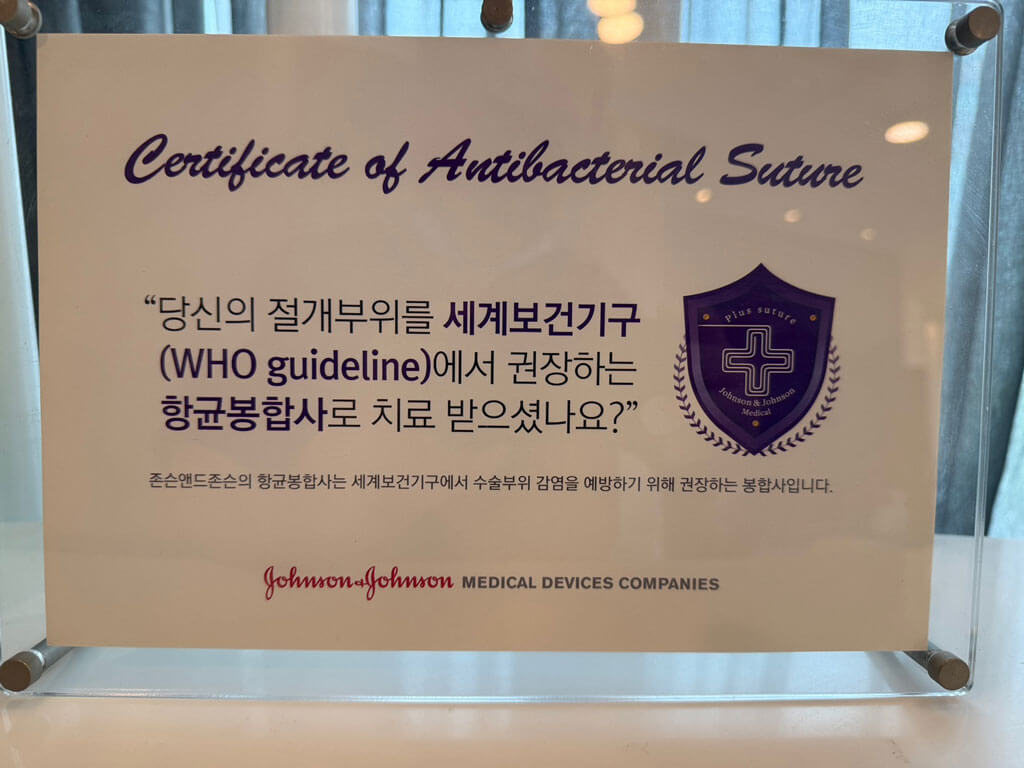 Certificate of Antibacterial Suture
“당신의 절개부위를 세계보건기구
(WHO guideline)에서 권장하는
항균봉합사로 치료 받으셨나요?”
plus suture
Johnson & Johnson
Medical
존슨앤드존슨의 항균봉합사는 세계보건기구에서 수술부위 감염을 예방하기 위해 권장하는 봉합사입니다.
Johnson & Johnson MEDICAL DEVICES COMPANIES